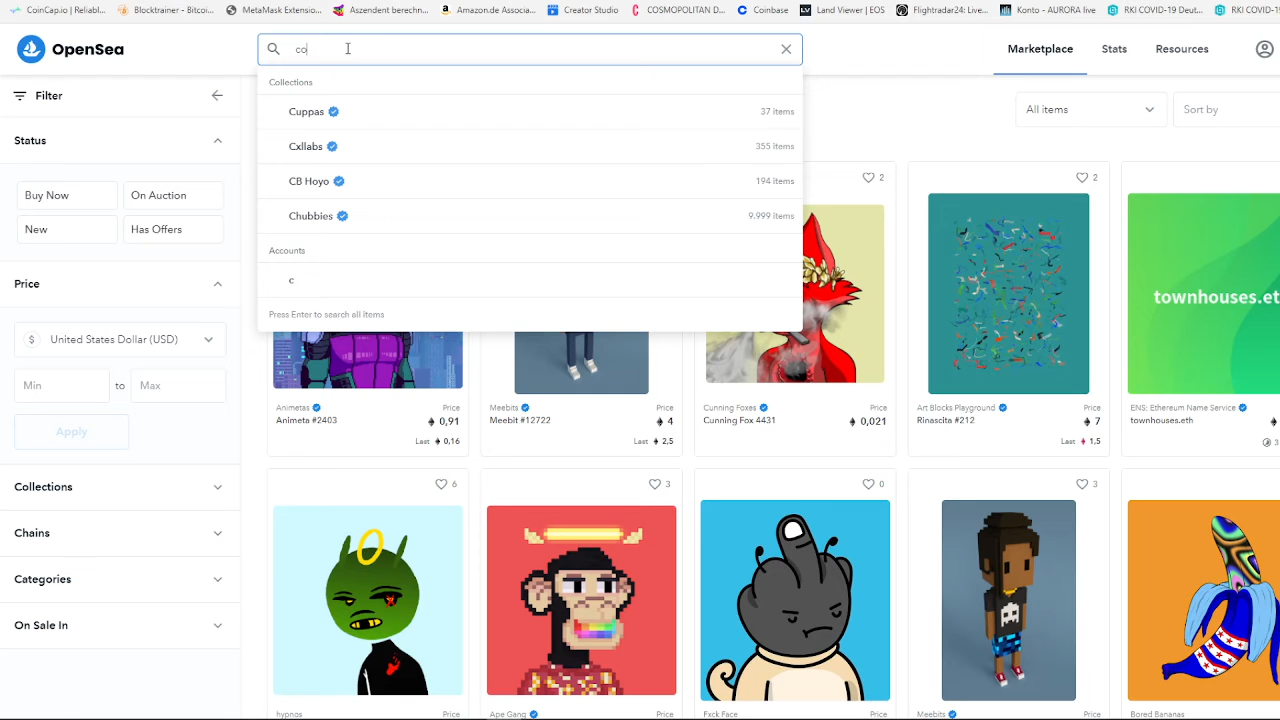 CoinCap.io | Reliabl...
Blocktrainer - Bitcoi...
MetaMask Extensio...
Aszendent berechn...
Amazon.de Associa...
Creator Studio
COSMOPOLITAN D...
Coinbase
Land Viewer | EOS
Flightradar24: Live...
Konto - AURORA live
RKI COVID-19 Deut...
RKI COVID-19
OpenSea
co
Marketplace
Stats
Resources
Filter
Collections
Cuppas
37 items
Cxllabs
355 items
CB Hoyo
194 items
Chubbies
9.999 items
Accounts
c
Press Enter to search all items
All items
Sort by
Status
Buy Now
On Auction
New
Has Offers
Price
$
United States Dollar (USD)
Min
to
Max
Apply
Collections
Chains
Categories
On Sale In
2
2
townhouses.et
Animetas
Price
Animeta #2403
0,91
Last 0,16
Meebits
Price
Meebit #12722
4
Last 2,5
Cunning Foxes
Price
Cunning Fox 4431
0,021
Art Blocks Playground
Price
Rinascita #212
7
Last 1,5
ENS: Ethereum Name Service
townhouses.eth
3
6
3
0
3
hypnos
Price
Ape Gang
Price
Fxck Face
Price
Meebits
Price
Bored Bananas